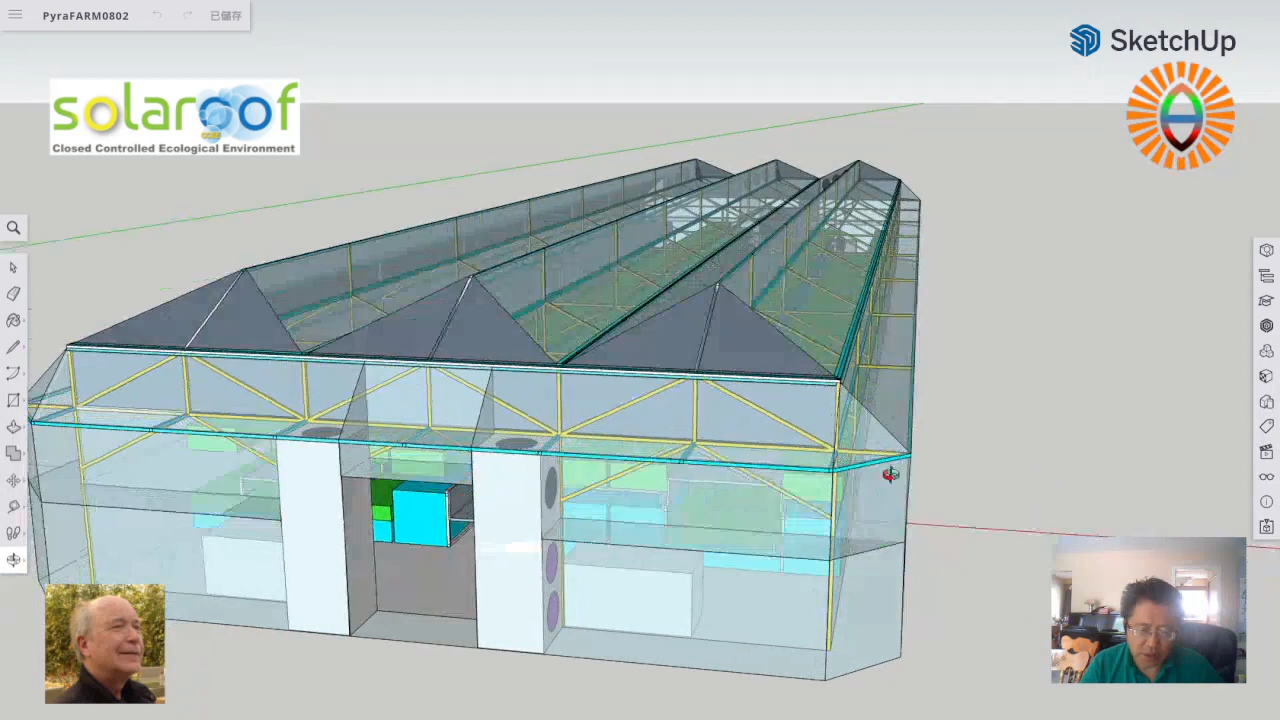 PyraFARM0802
已儲存
SketchUp
solaroof
Closed Controlled Ecological Environment